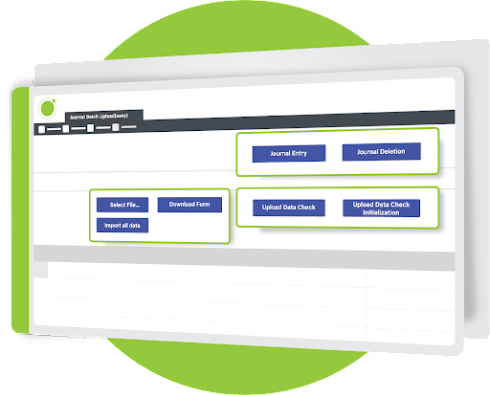 Journal Batch Upload(easy)
Journal Entry
Journal Deletion
Select File...
Download Form
Import all data
Upload Data Check
Upload Data Check
Initialization